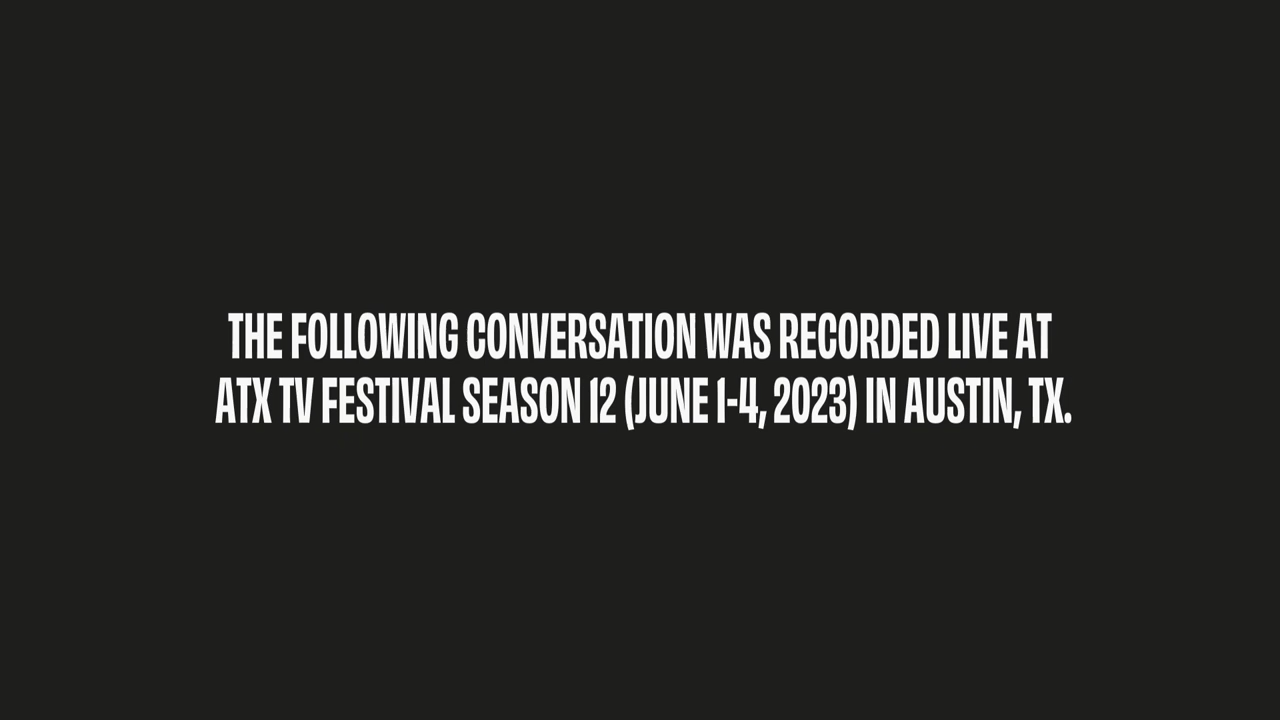 THE FOLLOWING CONVERSATION WAS RECORDED LIVE AT
ATX TV FESTIVAL SEASON 12 (JUNE 1-4, 2023) IN AUSTIN, TX.